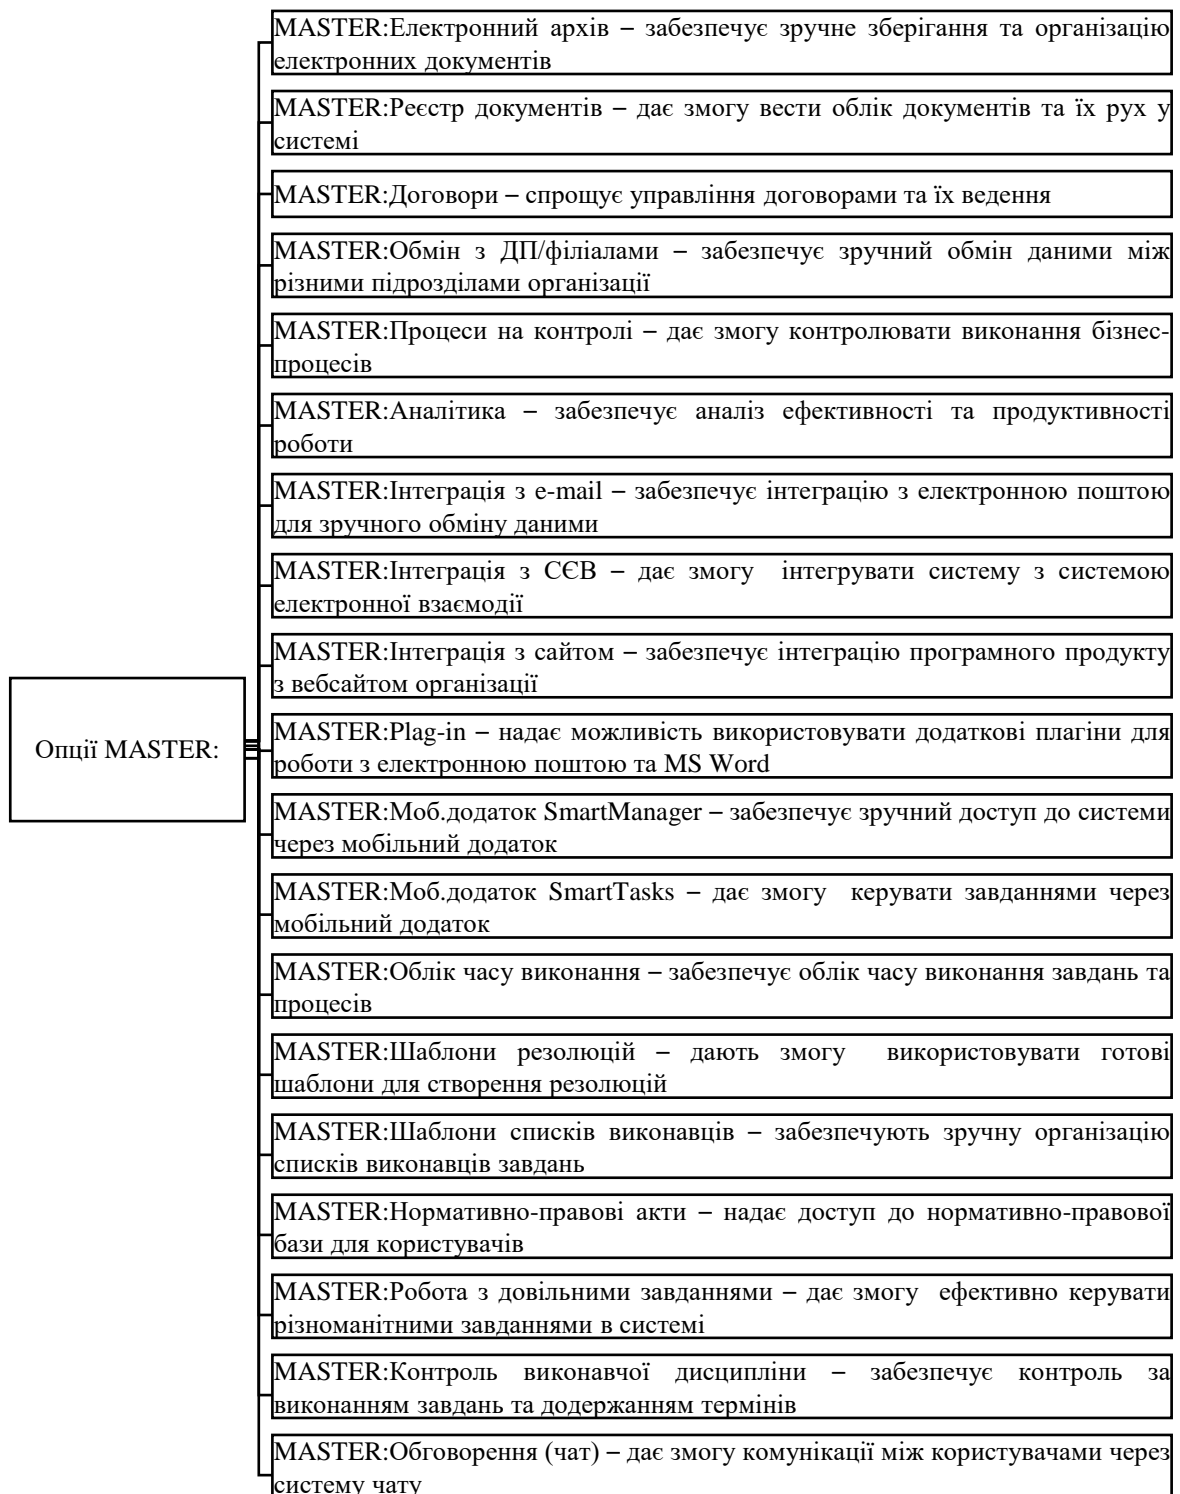 MASTER:Електронний архів – забезпечує зручне зберігання та організацію
електронних документів
MASTER:Реєстр документів – дає змогу вести облік документів та їх рух у
системі
MASTER:Договори – спрощує управління договорами та їх ведення
MASTER:Обмін з ДП/філіалами – забезпечує зручний обмін даними між
різними підрозділами організації
MASTER:Процеси на контролі – дає змогу контролювати виконання бізнес-
процесів
MASTER:Аналітика – забезпечує аналіз ефективності та продуктивності
роботи
MASTER:Інтеграція з e-mail – забезпечує інтеграцію з електронною поштою
для зручного обміну даними
MASTER:Інтеграція з СЄВ – дає змогу інтегрувати систему з системою
електронної взаємодії
MASTER:Інтеграція з сайтом – забезпечує інтеграцію програмного продукту
з вебсайтом організації
Опції MASTER:
MASTER:Plag-in – надає можливість використовувати додаткові плагіни для
роботи з електронною поштою та MS Word
MASTER:Моб.додаток SmartManager – забезпечує зручний доступ до системи
через мобільний додаток
MASTER:Моб.додаток SmartTasks – дає змогу керувати завданнями через
мобільний додаток
MASTER:Облік часу виконання – забезпечує облік часу виконання завдань та
процесів
MASTER:Шаблони резолюцій – дають змогу використовувати готові
шаблони для створення резолюцій
MASTER:Шаблони списків виконавців – забезпечують зручну організацію
списків виконавців завдань
MASTER:Нормативно-правові акти – надає доступ до нормативно-правової
бази для користувачів
MASTER:Робота з довільними завданнями – дає змогу ефективно керувати
різноманітними завданнями в системі
MASTER:Контроль виконавчої дисципліни – забезпечує контроль за
виконанням завдань та додержанням термінів
MASTER:Обговорення (чат) – дає змогу комунікації між користувачами через
систему чату